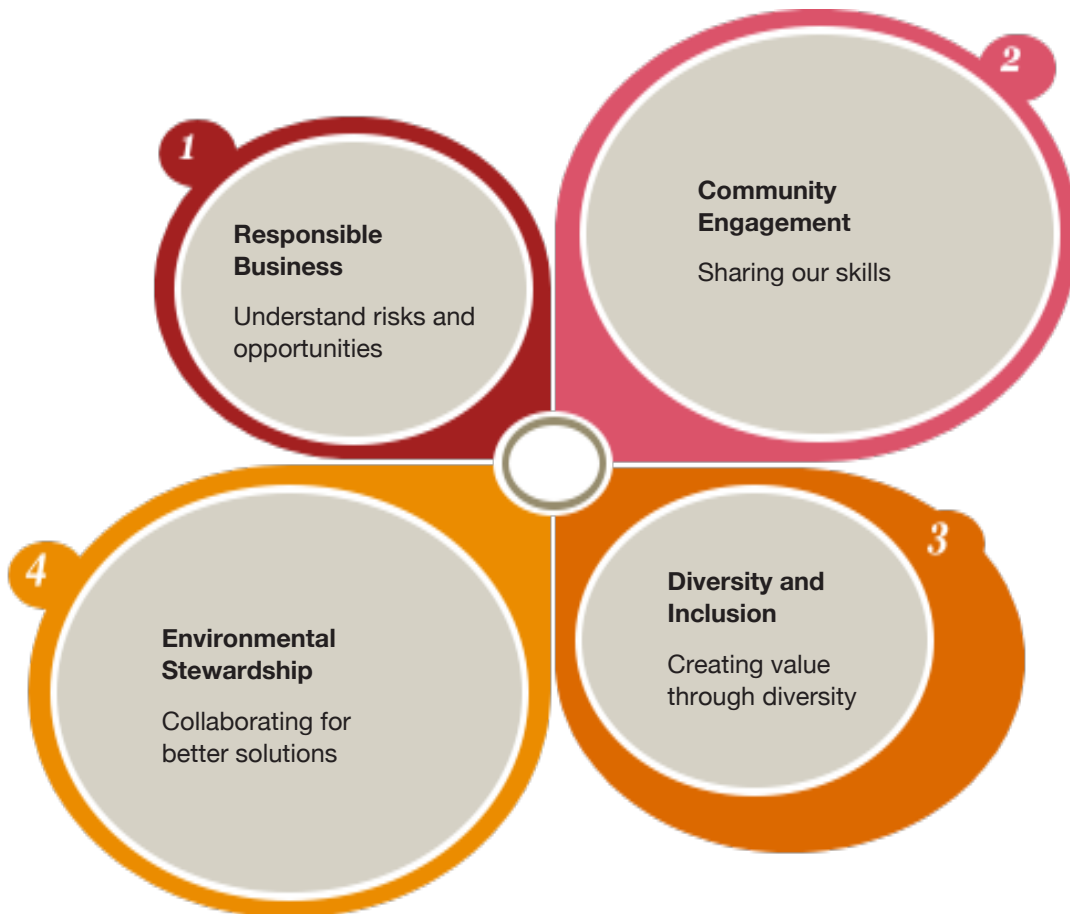 1
Responsible
Business
Understand risks and
opportunities
2
Community
Engagement
Sharing our skills
3
Diversity and
Inclusion
Creating value
through diversity
4
Environmental
Stewardship
Collaborating for
better solutions